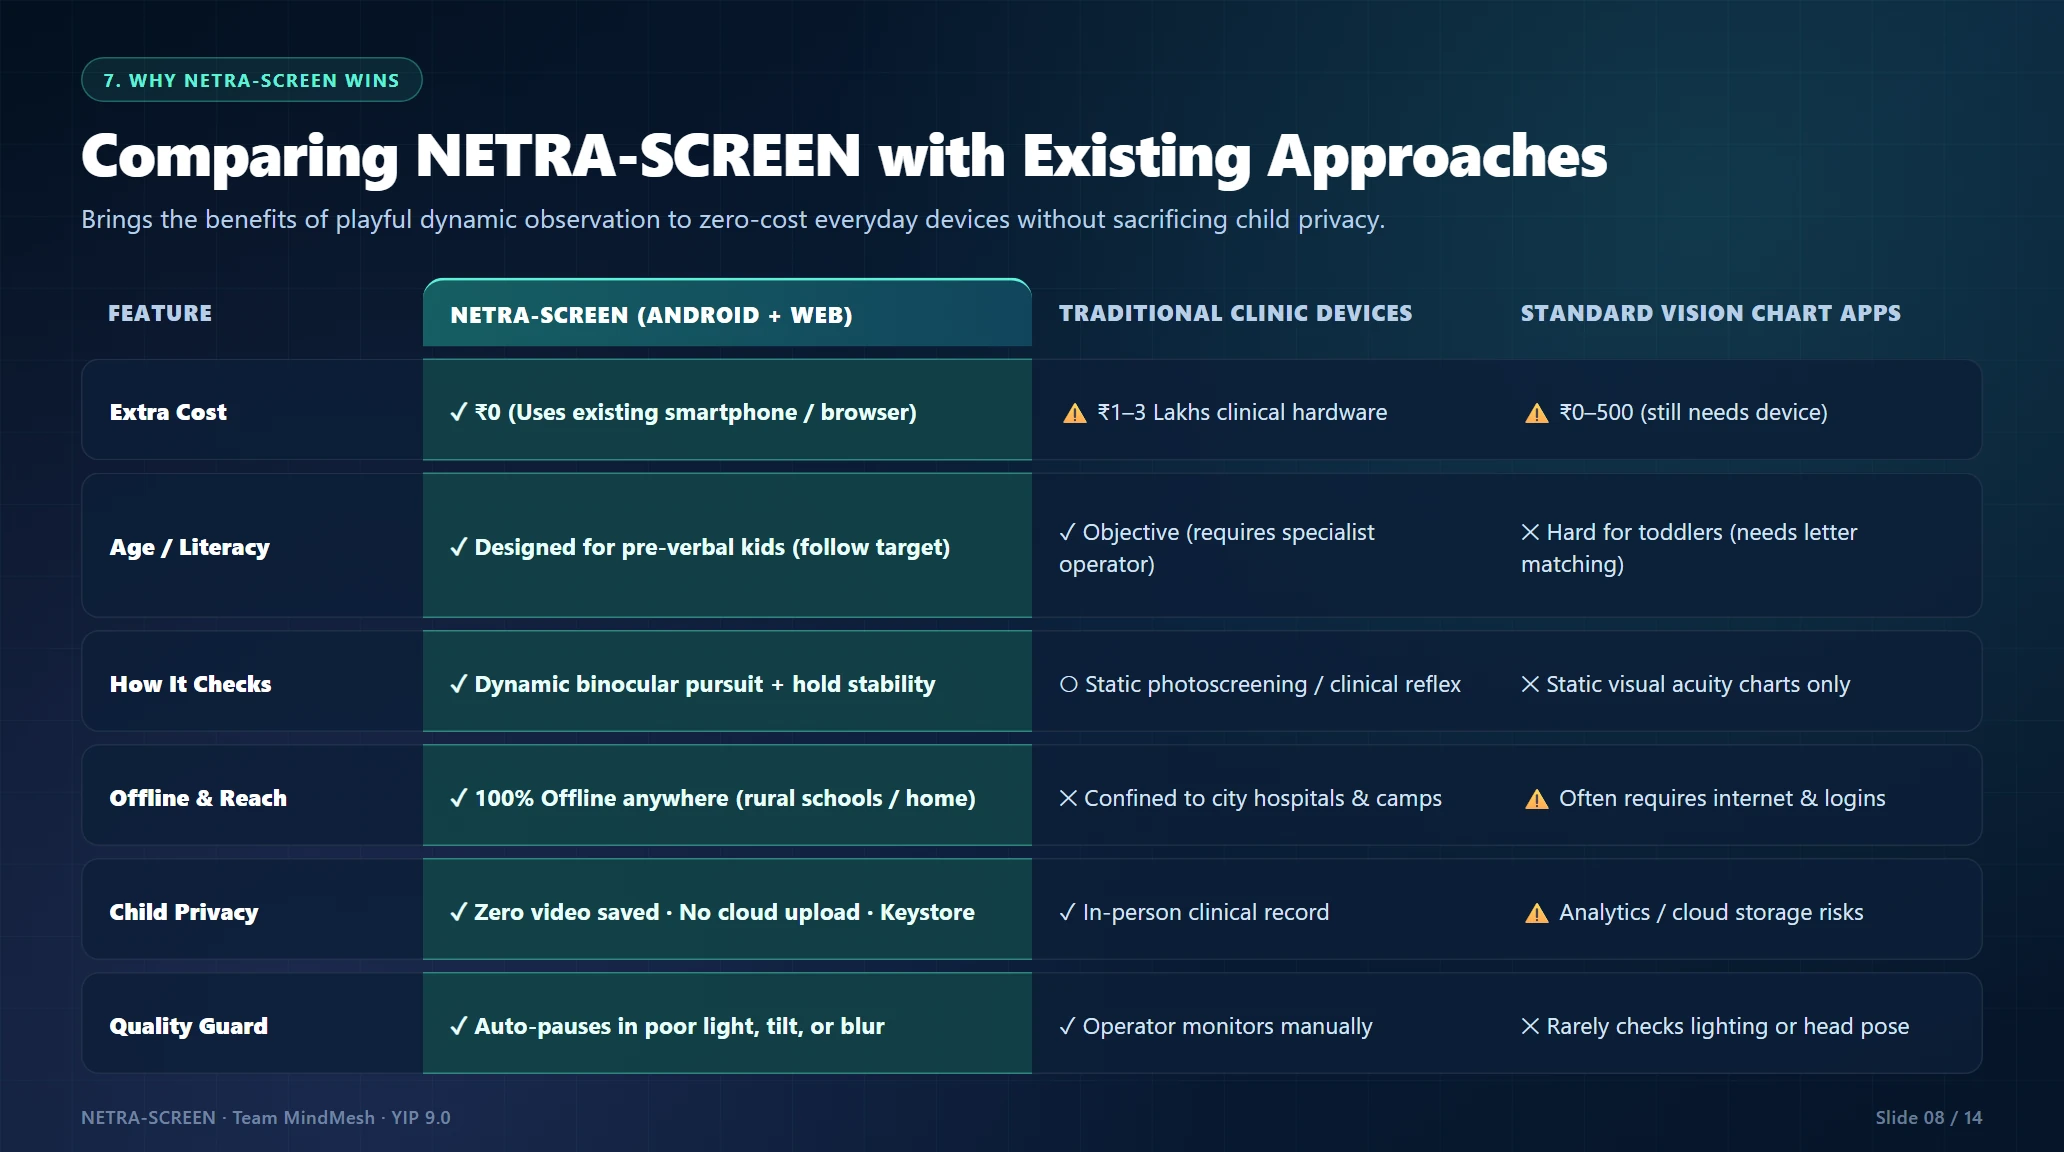 7. WHY NETRA-SCREEN WINS
Comparing NETRA-SCREEN with Existing Approaches
Brings the benefits of playful dynamic observation to zero-cost everyday devices without sacrificing child privacy.
FEATURE
NETRA-SCREEN (ANDROID + WEB)
TRADITIONAL CLINIC DEVICES
STANDARD VISION CHART APPS
Extra Cost
✓ ₹0 (Uses existing smartphone / browser)
⚠ ₹1–3 Lakhs clinical hardware
⚠ ₹0–500 (still needs device)
Age / Literacy
✓ Designed for pre-verbal kids (follow target)
✓ Objective (requires specialist
operator)
✕ Hard for toddlers (needs letter
matching)
How It Checks
✓ Dynamic binocular pursuit + hold stability
○ Static photoscreening / clinical reflex
✕ Static visual acuity charts only
Offline & Reach
✓ 100% Offline anywhere (rural schools / home)
✕ Confined to city hospitals & camps
⚠ Often requires internet & logins
Child Privacy
✓ Zero video saved · No cloud upload · Keystore
✓ In-person clinical record
⚠ Analytics / cloud storage risks
Quality Guard
✓ Auto-pauses in poor light, tilt, or blur
✓ Operator monitors manually
✕ Rarely checks lighting or head pose
NETRA-SCREEN · Team MindMesh · YIP 9.0
Slide 08 / 14